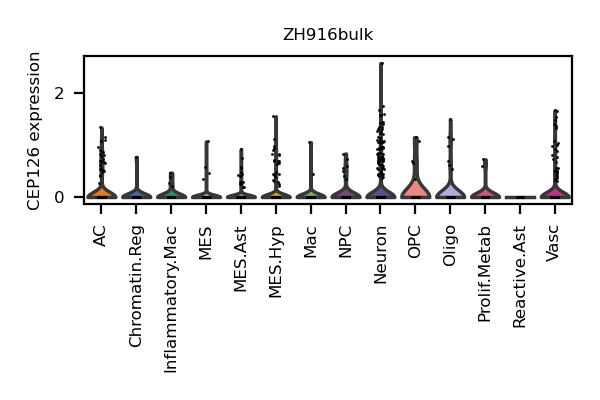 ZH916bulk
CEP126 expression
2
0
AC
Chromatin.Reg
Inflammatory.Mac
MES
MES.Ast
MES.Hyp
Mac
NPC
Neuron
OPC
Oligo
Prolif.Metab
Reactive.Ast
Vasc